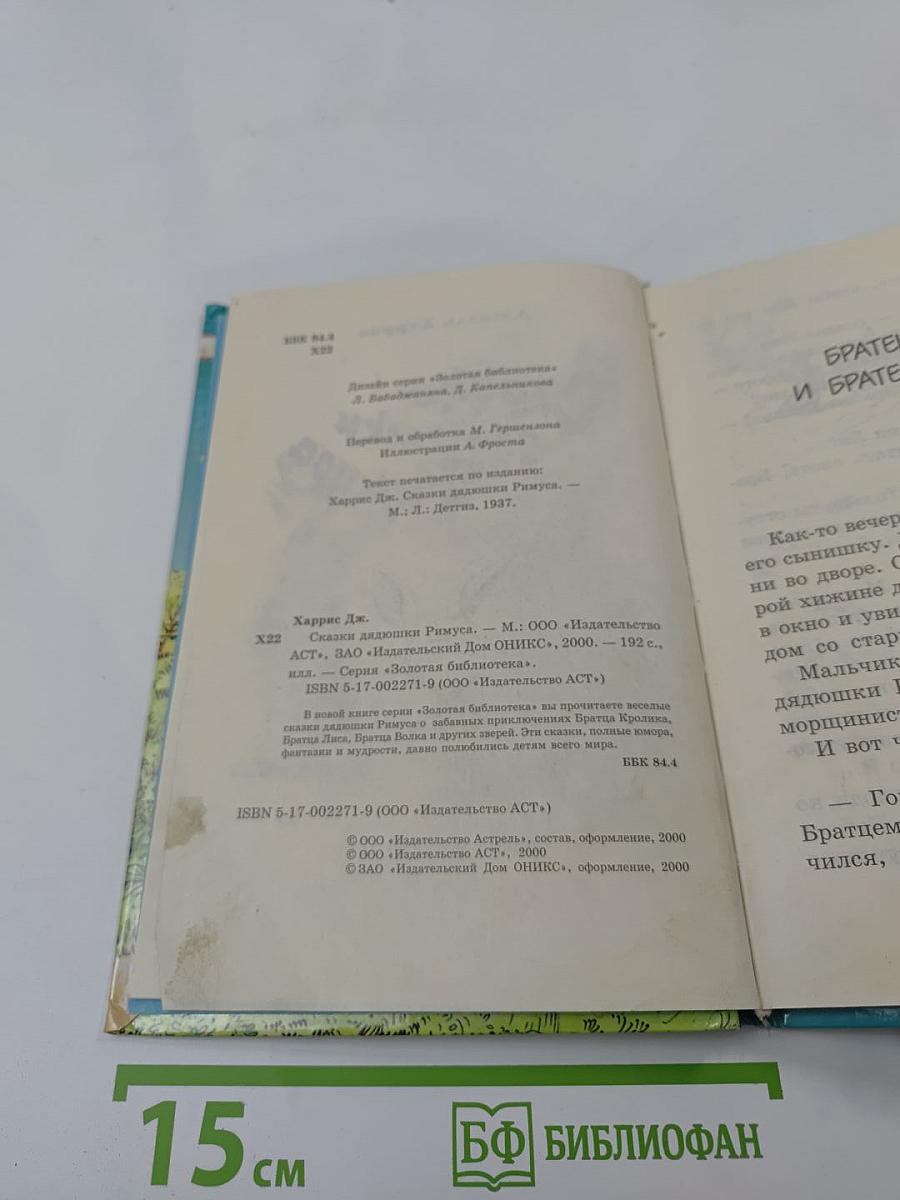 ББК 84.4
Х22
Дизайн серии «Золотая библиотека»
Л. Бабаджаняна, Д. Капельникова
Перевод и обработка М. Гершензона
Иллюстрации А. Фроста
Текст печатается по изданию:
Харрис Дж. Сказки дядюшки Римуса. —
М.; Л.: Детгиз, 1937.
Харрис Дж.
Х22 Сказки дядюшки Римуса. — М.: ООО «Издательство
АСТ», ЗАО «Издательский Дом ОНИКС», 2000. — 192 с.,
илл. — Серия «Золотая библиотека».
ISBN 5-17-002271-9 (ООО «Издательство АСТ»)
В новой книге серии «Золотая библиотека» вы прочитаете веселые
сказки дядюшки Римуса о забавных приключениях Братца Кролика,
Братца Лиса, Братца Волка и других зверей. Эти сказки, полные юмора,
фантазии и мудрости, давно полюбились детям всего мира.
ББК 84.4
ISBN 5-17-002271-9 (ООО «Издательство АСТ»)
© ООО «Издательство Астрель», состав, оформление, 2000
© ООО «Издательство АСТ», 2000
© ЗАО «Издательский Дом ОНИКС», оформление, 2000
БРАТЕ
И БРАТЕ
Как-то вечер
его сынишку.
ни во дворе. С
рой хижине д
в окно и уви
дом со стар
Мальчик
дядюшки
морщинист
И вот ч
— Го
Братцем
чился,
15 см
БФ БИБЛИОФАН